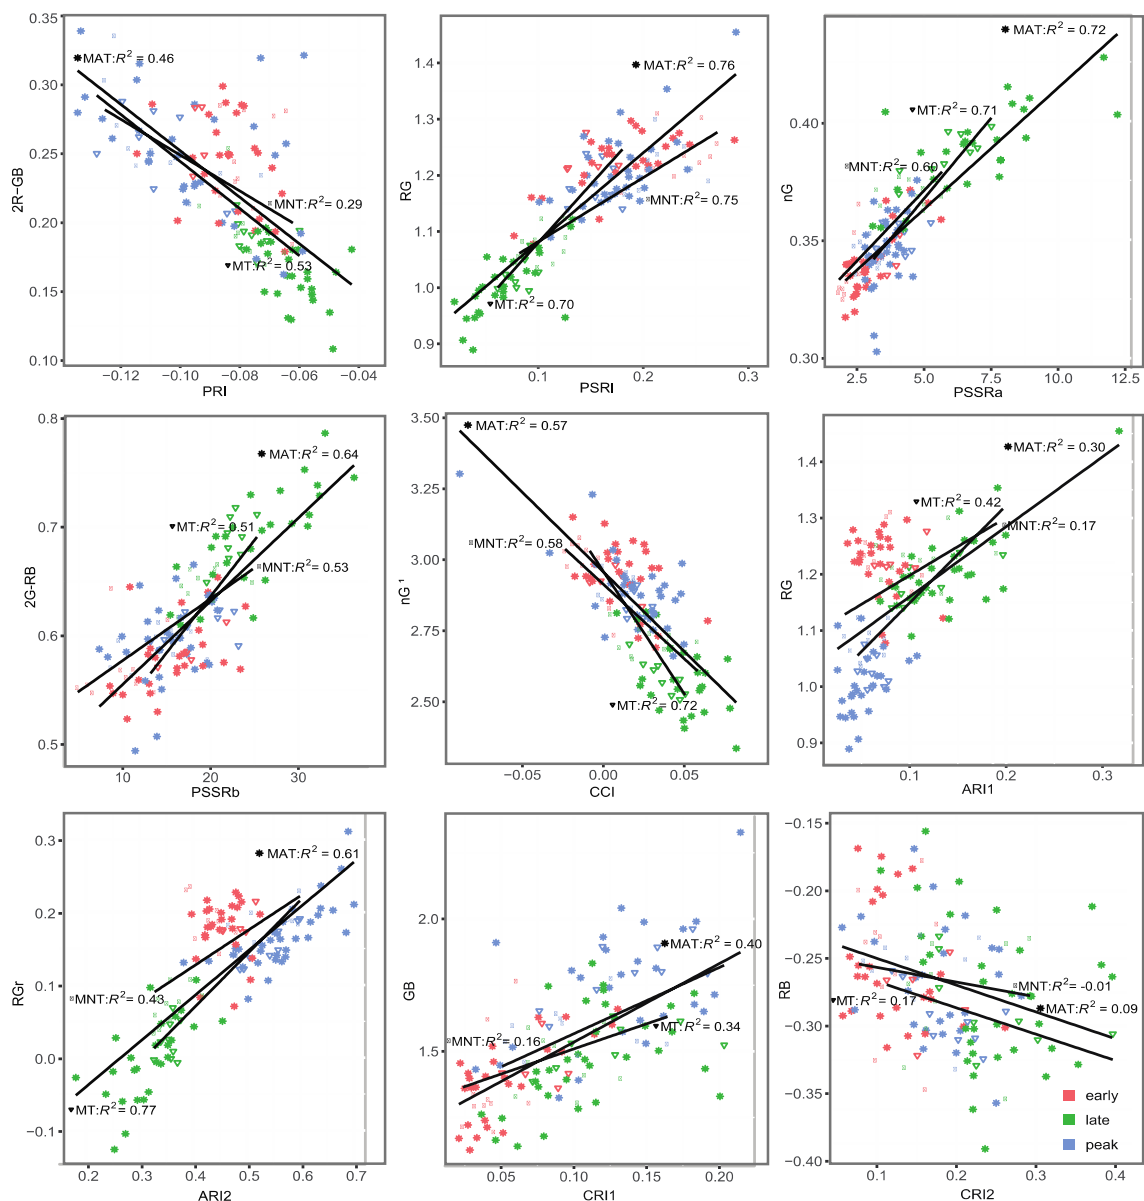 2R−GB
0.35
0.30
0.25
0.20
0.15
0.10
MAT:R² = 0.46
MNT:R² = 0.29
MT:R² = 0.53
−0.12 −0.10 −0.08 −0.06 −0.04
PRI
RG
1.4
1.3
1.2
1.1
1.0
0.9
MAT:R² = 0.76
MNT:R² = 0.75
MT:R² = 0.70
0.1 0.2 0.3
PSRI
nG
0.40
0.35
0.30
MAT:R² = 0.72
MT:R² = 0.71
MNT:R² = 0.60
2.5 5.0 7.5 10.0 12.5
PSSRa
2G-RB
0.8
0.7
0.6
0.5
MAT:R² = 0.64
MT:R² = 0.51
MNT:R² = 0.53
10 20 30
PSSRb
nG ¹
3.50
3.25
3.00
2.75
2.50
MAT:R² = 0.57
MNT:R² = 0.58
MT:R² = 0.72
−0.05 0.00 0.05
CCI
RG
1.4
1.3
1.2
1.1
1.0
0.9
MAT:R² = 0.30
MT:R² = 0.42
MNT:R² = 0.17
0.1 0.2 0.3
ARI1
RGr
0.3
0.2
0.1
0.0
−0.1
MAT:R² = 0.61
MNT:R² = 0.43
MT:R² = 0.77
0.2 0.3 0.4 0.5 0.6 0.7
ARI2
GB
2.0
1.5
MAT:R² = 0.40
MT:R² = 0.34
MNT:R² = 0.16
0.05 0.10 0.15 0.20
CRI1
RB
−0.15
−0.20
−0.25
−0.30
−0.35
−0.40
MNT:R² = -0.01
MT:R² = 0.17
MAT:R² = 0.09
early
late
peak
0.1 0.2 0.3 0.4
CRI2